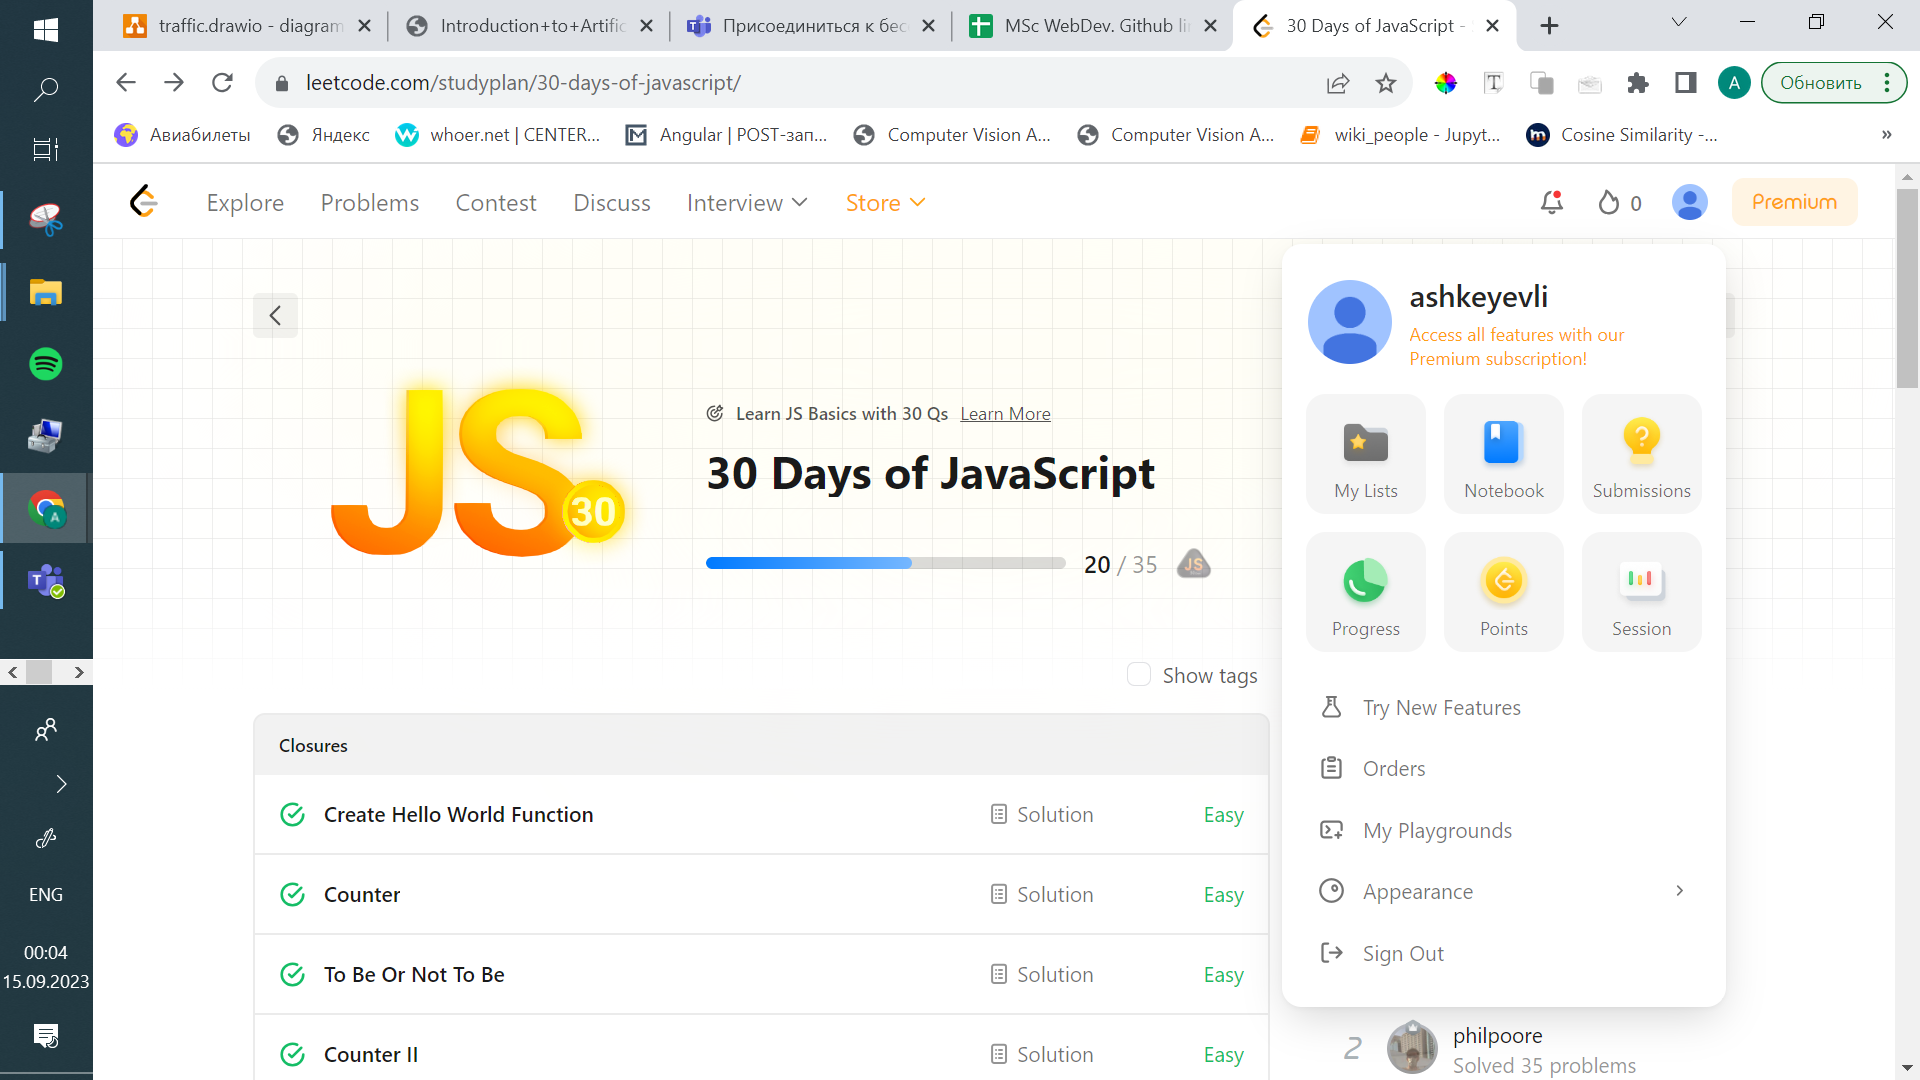 traffic.drawio - diagram
Introduction+to+Artific
Присоединиться к бес
MSc WebDev. Github li
30 Days of JavaScript -
leetcode.com/studyplan/30-days-of-javascript/
A
Обновить
Авиабилеты
Яндекс
whoer.net | CENTER...
Angular | POST-зап...
Computer Vision A...
Computer Vision A...
wiki_people - Jupyt...
Cosine Similarity -...
»
Explore
Problems
Contest
Discuss
Interview
Store
0
Premium
ashkeyevli
Access all features with our
Premium subscription!
JS
30
Learn JS Basics with 30 Qs Learn More
30 Days of JavaScript
20 / 35
JS
My Lists
Notebook
Submissions
Progress
Points
Session
Show tags
Try New Features
Orders
My Playgrounds
Appearance
Sign Out
Closures
Create Hello World Function
Solution
Easy
Counter
Solution
Easy
To Be Or Not To Be
Solution
Easy
Counter II
Solution
Easy
2
philpoore
Solved 35 problems
A
T
ENG
00:04
15.09.2023